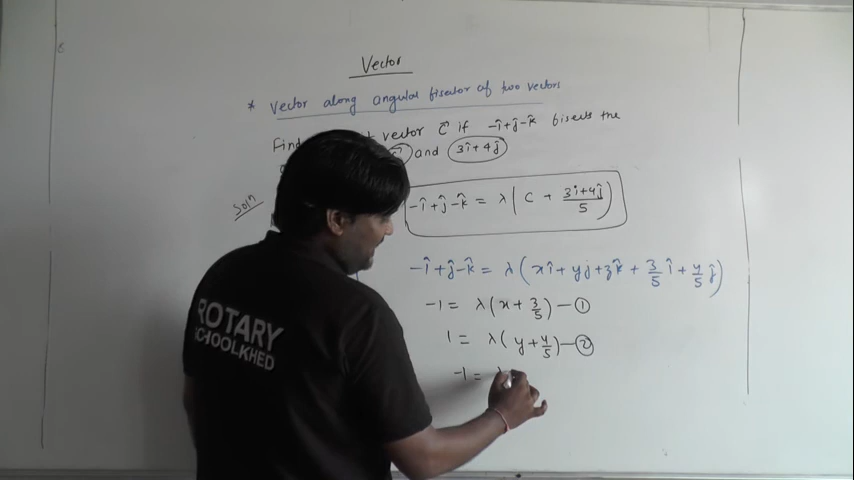 Vector
* Vector along angular bisector of two vectors
Find vector c⃗ if -î+ĵ-k̂ bisects the
and 3î+4ĵ
Soln
-î+ĵ-k̂ = λ(C + 3î+4ĵ/5)
-î+ĵ-k̂ = λ(xî+yĵ+zk̂ + 3/5 î + 4/5 ĵ)
-1 = λ(x+3/5) — ①
1 = λ(y+4/5) — ②
-1 = λ
ROTARY
SCHOOLKHED